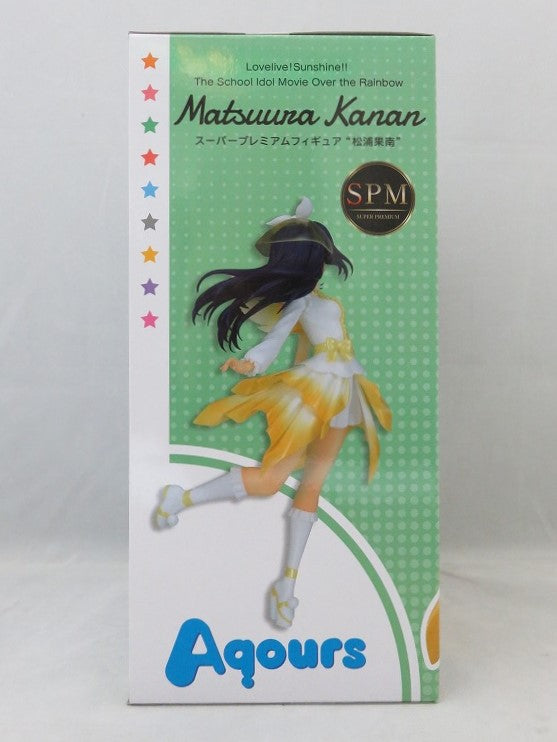 Lovelive!Sunshine!!
The School Idol Movie Over the Rainbow
Matsuura Kanan
スーパープレミアムフィギュア “松浦果南”
SPM
SUPER PREMIUM
Aqours